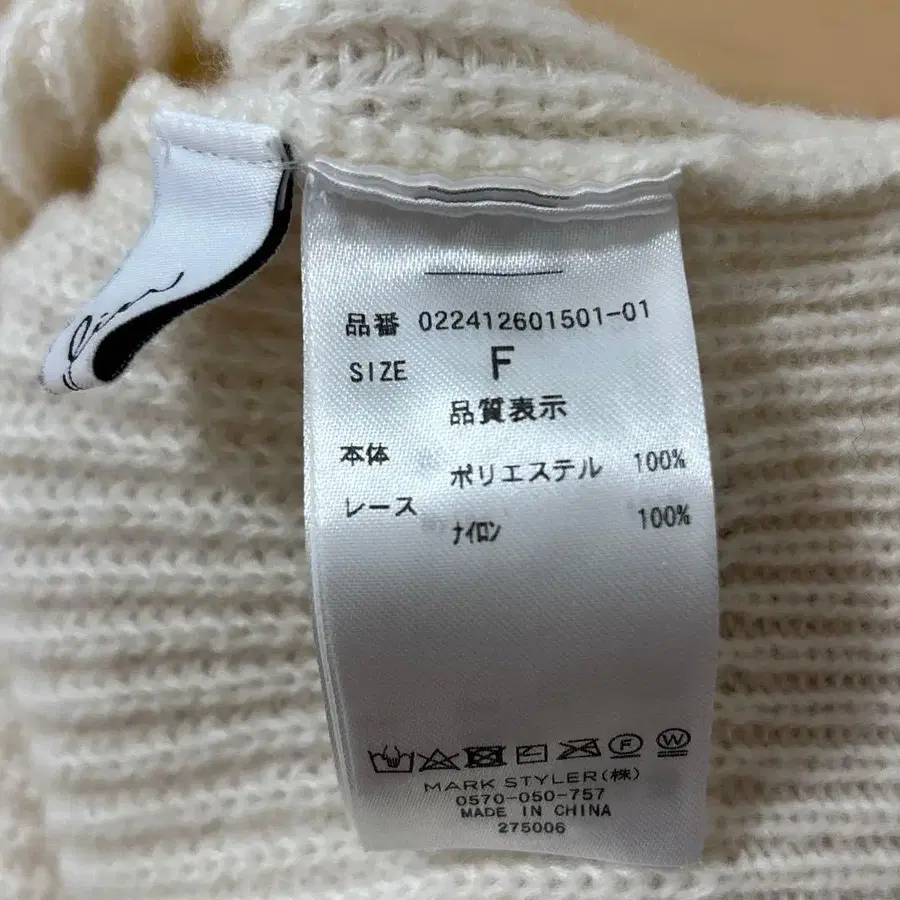 品番 022412601501-01
SIZE F
品質表示
本体 ポリエステル 100%
レース ナイロン 100%
F W
MARK STYLER(株)
0570-050-757
MADE IN CHINA
275006